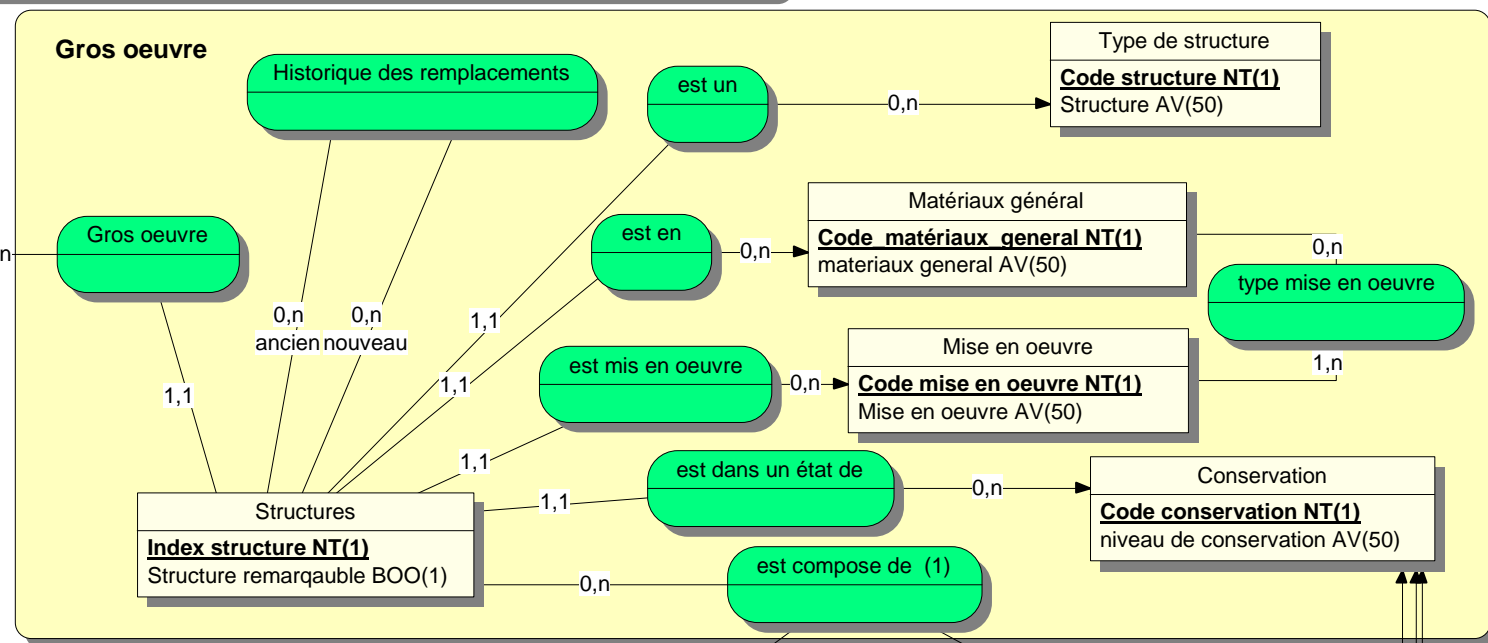 Gros oeuvre
Historique des remplacements
est un
0,n
Type de structure
Code structure NT(1)
Structure AV(50)
n
Gros oeuvre
est en
0,n
Matériaux général
Code_matériaux_general NT(1)
materiaux general AV(50)
0,n
type mise en oeuvre
1,n
0,n
ancien
0,n
nouveau
1,1
1,1
1,1
est mis en oeuvre
0,n
Mise en oeuvre
Code mise en oeuvre NT(1)
Mise en oeuvre AV(50)
1,1
est dans un état de
1,1
0,n
Conservation
Code conservation NT(1)
niveau de conservation AV(50)
Structures
Index structure NT(1)
Structure remarqauble BOO(1)
0,n
est compose de (1)